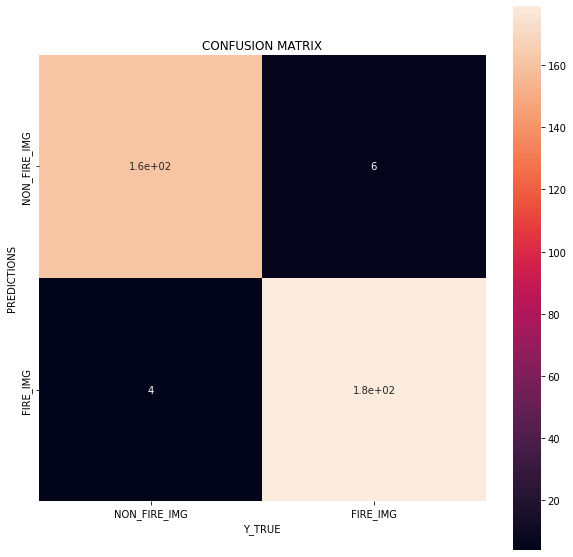 CONFUSION MATRIX
NON_FIRE_IMG
1.6e+02 6
PREDICTIONS
FIRE_IMG
4 1.8e+02
NON_FIRE_IMG FIRE_IMG
Y_TRUE
160
140
120
100
80
60
40
20